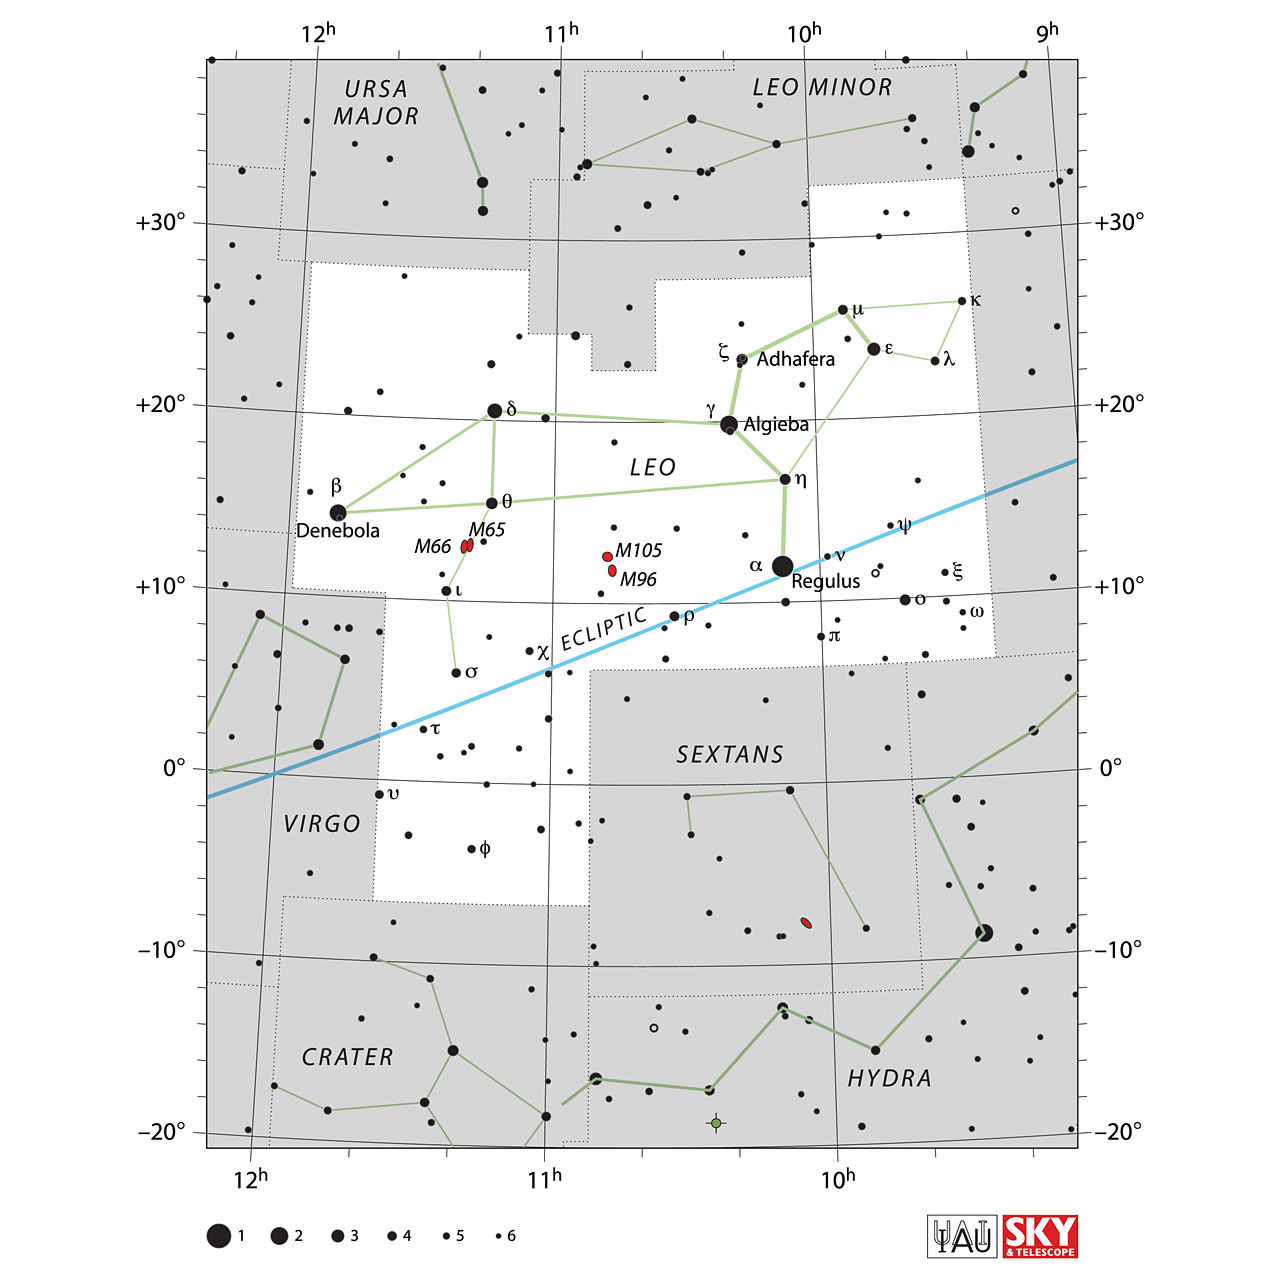 12h 11h 10h 9h
URSA
MAJOR
LEO MINOR
+30° +30°
μ κ
ζ Adhafera ε λ
+20° +20°
δ γ Algieba
LEO
β η
θ
Denebola M65 ψ
M66 M105 ν
α ξ
M96 Regulus
+10° +10°
ι ο
ω
ECLIPTIC ρ
π
χ
σ
τ
SEXTANS
0° 0°
υ
VIRGO
φ
–10° –10°
CRATER
HYDRA
–20° –20°
12h 11h 10h
1 2 3 4 5 6
IAU
SKY
& TELESCOPE